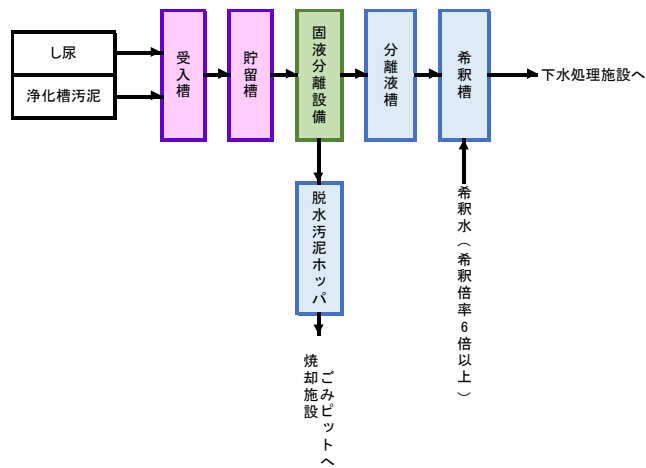 し尿
浄化槽汚泥
受入槽
貯留槽
固液分離設備
分離液槽
希釈槽
下水処理施設へ
脱水汚泥ホッパ
希釈水（希釈倍率6倍以上）
焼却施設
ごみピットへ